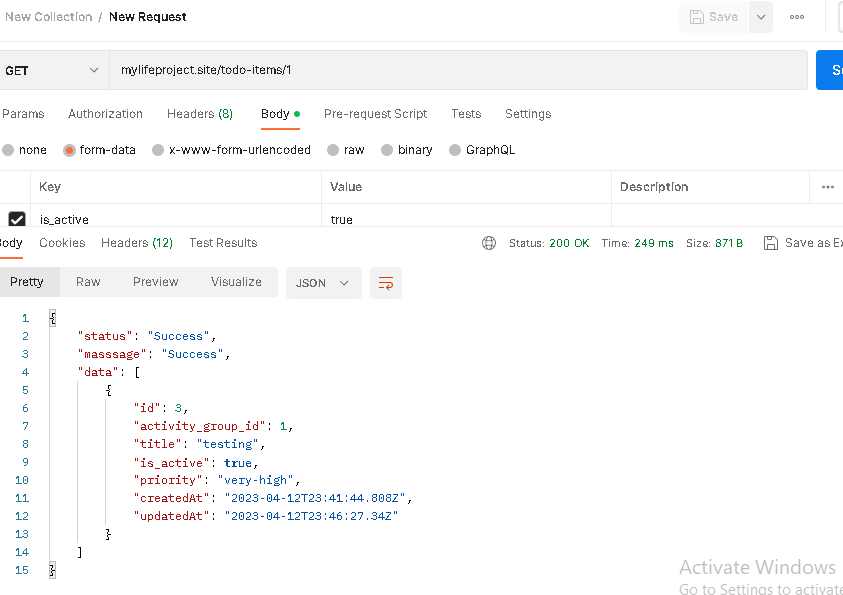 New Collection / New Request
Save
GET
mylifeproject.site/todo-items/1
Params Authorization Headers (8) Body Pre-request Script Tests Settings
none form-data x-www-form-urlencoded raw binary GraphQL
Key Value Description
is_active true
Body Cookies Headers (12) Test Results Status: 200 OK Time: 249 ms Size: 871 B Save as Ex
Pretty Raw Preview Visualize JSON
1 {
2 "status": "Success",
3 "masssage": "Success",
4 "data": [
5 {
6 "id": 3,
7 "activity_group_id": 1,
8 "title": "testing",
9 "is_active": true,
10 "priority": "very-high",
11 "createdAt": "2023-04-12T23:41:44.808Z",
12 "updatedAt": "2023-04-12T23:46:27.34Z"
13 }
14 ]
15 }
Activate Windows
Go to Settings to activate